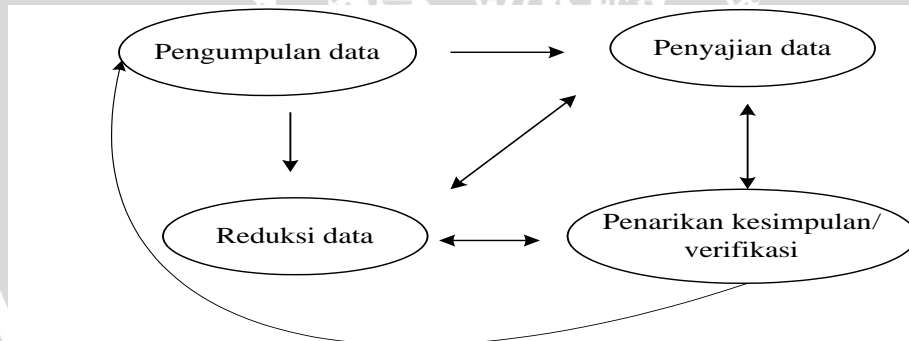 Pengumpulan data
Penyajian data
Reduksi data
Penarikan kesimpulan/
verifikasi